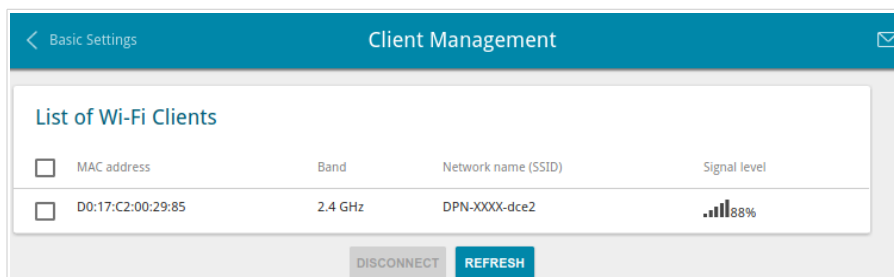 Basic Settings
Client Management
List of Wi-Fi Clients
MAC address Band Network name (SSID) Signal level
D0:17:C2:00:29:85 2.4 GHz DPN-XXXX-dce2 88%
DISCONNECT REFRESH